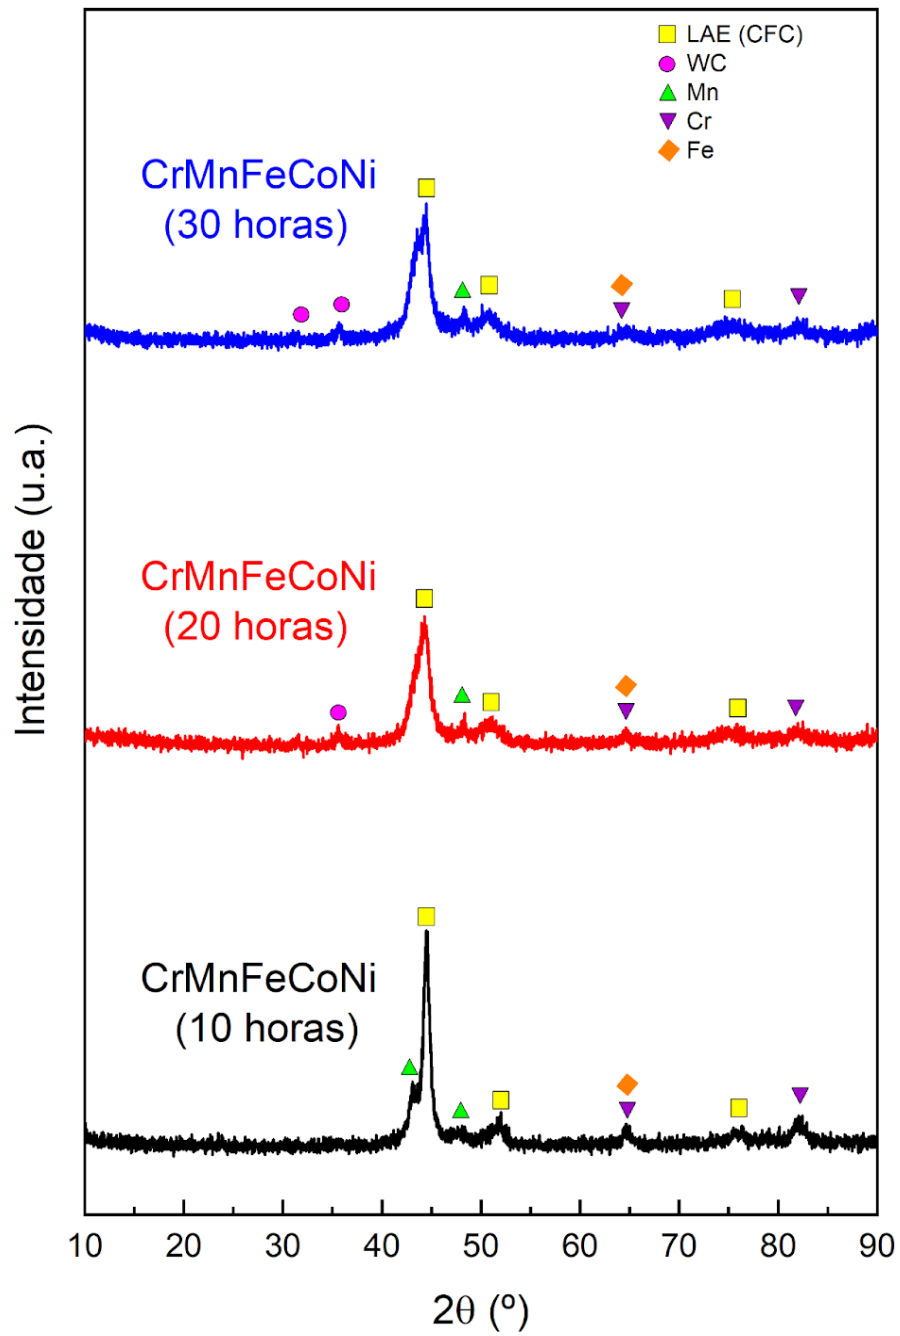 LAE (CFC)
WC
Mn
Cr
Fe
CrMnFeCoNi
(30 horas)
CrMnFeCoNi
(20 horas)
CrMnFeCoNi
(10 horas)
Intensidade (u.a.)
10 20 30 40 50 60 70 80 90
2θ (º)